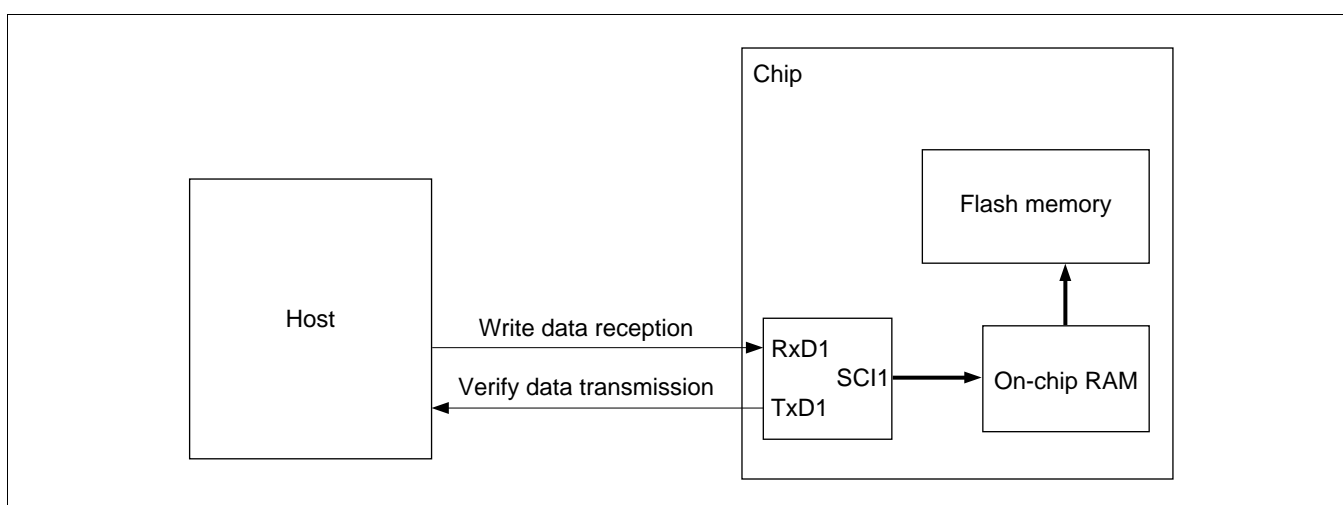 Chip
Flash memory
Host
Write data reception
RxD1
SCI1
On-chip RAM
Verify data transmission
TxD1